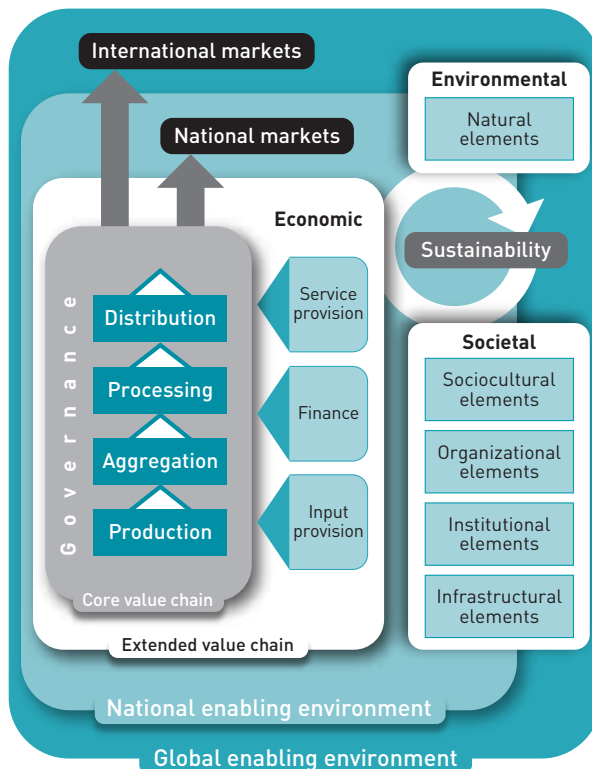 International markets
National markets
Environmental
Natural
elements
Sustainability
Economic
Governance
Distribution
Processing
Aggregation
Production
Core value chain
Service
provision
Finance
Input
provision
Extended value chain
Societal
Sociocultural
elements
Organizational
elements
Institutional
elements
Infrastructural
elements
National enabling environment
Global enabling environment